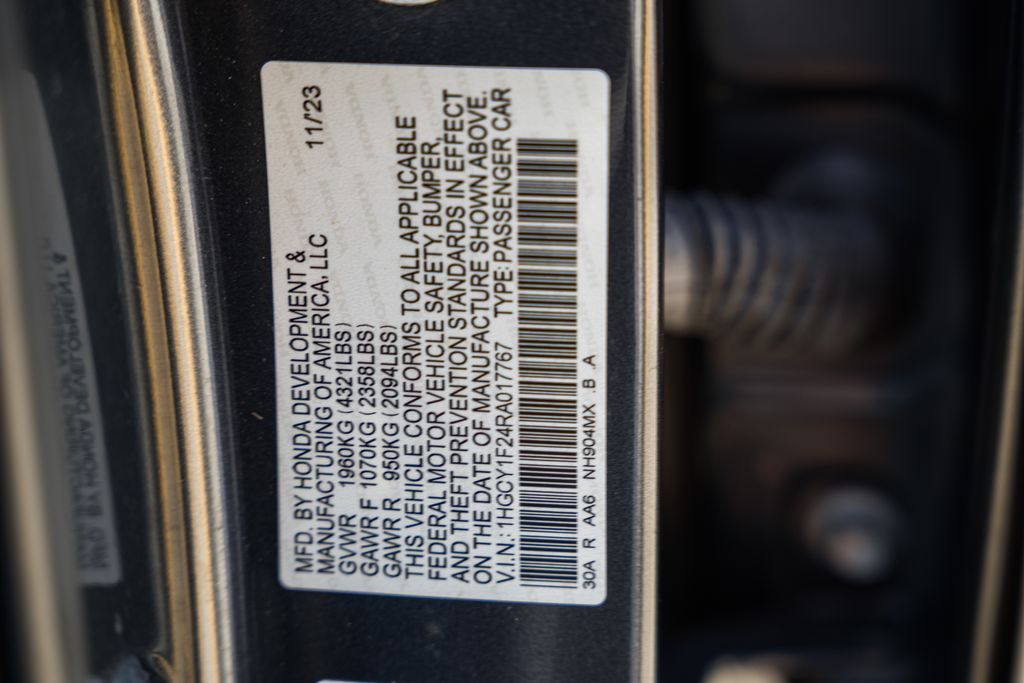 MFD. BY HONDA DEVELOPMENT &
MANUFACTURING OF AMERICA, LLC 11/'23
GVWR 1960KG (4321LBS)
GAWR F 1070KG (2358LBS)
GAWR R 950KG (2094LBS)
THIS VEHICLE CONFORMS TO ALL APPLICABLE
FEDERAL MOTOR VEHICLE SAFETY, BUMPER,
AND THEFT PREVENTION STANDARDS IN EFFECT
ON THE DATE OF MANUFACTURE SHOWN ABOVE.
V.I.N.: 1HGCY1F24RA017767 TYPE: PASSENGER CAR
30A R AA6 NH904MX .B .A